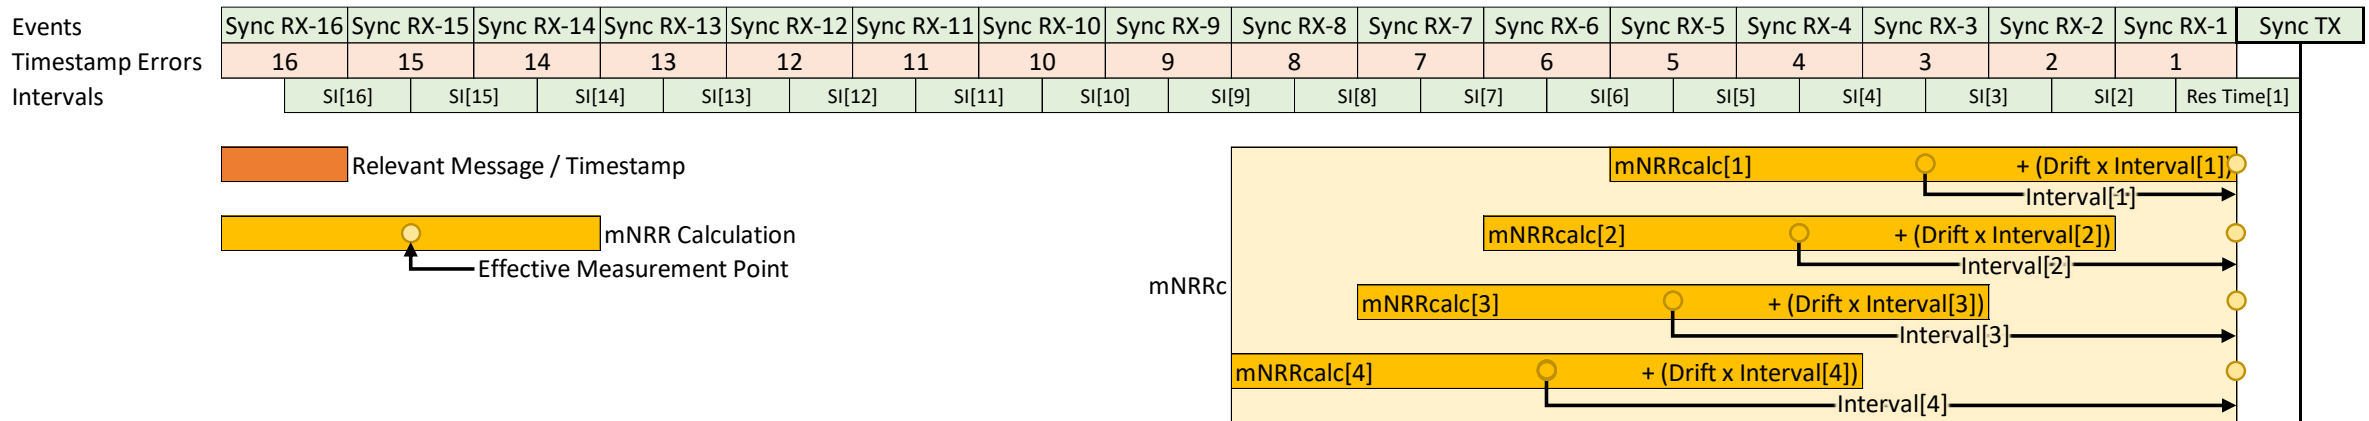 Events Sync RX-16 Sync RX-15 Sync RX-14 Sync RX-13 Sync RX-12 Sync RX-11 Sync RX-10 Sync RX-9 Sync RX-8 Sync RX-7 Sync RX-6 Sync RX-5 Sync RX-4 Sync RX-3 Sync RX-2 Sync RX-1 Sync TX
Timestamp Errors 16 15 14 13 12 11 10 9 8 7 6 5 4 3 2 1
Intervals SI[16] SI[15] SI[14] SI[13] SI[12] SI[11] SI[10] SI[9] SI[8] SI[7] SI[6] SI[5] SI[4] SI[3] SI[2] Res Time[1]
Relevant Message / Timestamp
mNRRcalc[1] + (Drift x Interval[1])
Interval[1]
mNRR Calculation
mNRRcalc[2] + (Drift x Interval[2])
Effective Measurement Point
Interval[2]
mNRRc
mNRRcalc[3] + (Drift x Interval[3])
Interval[3]
mNRRcalc[4] + (Drift x Interval[4])
Interval[4]